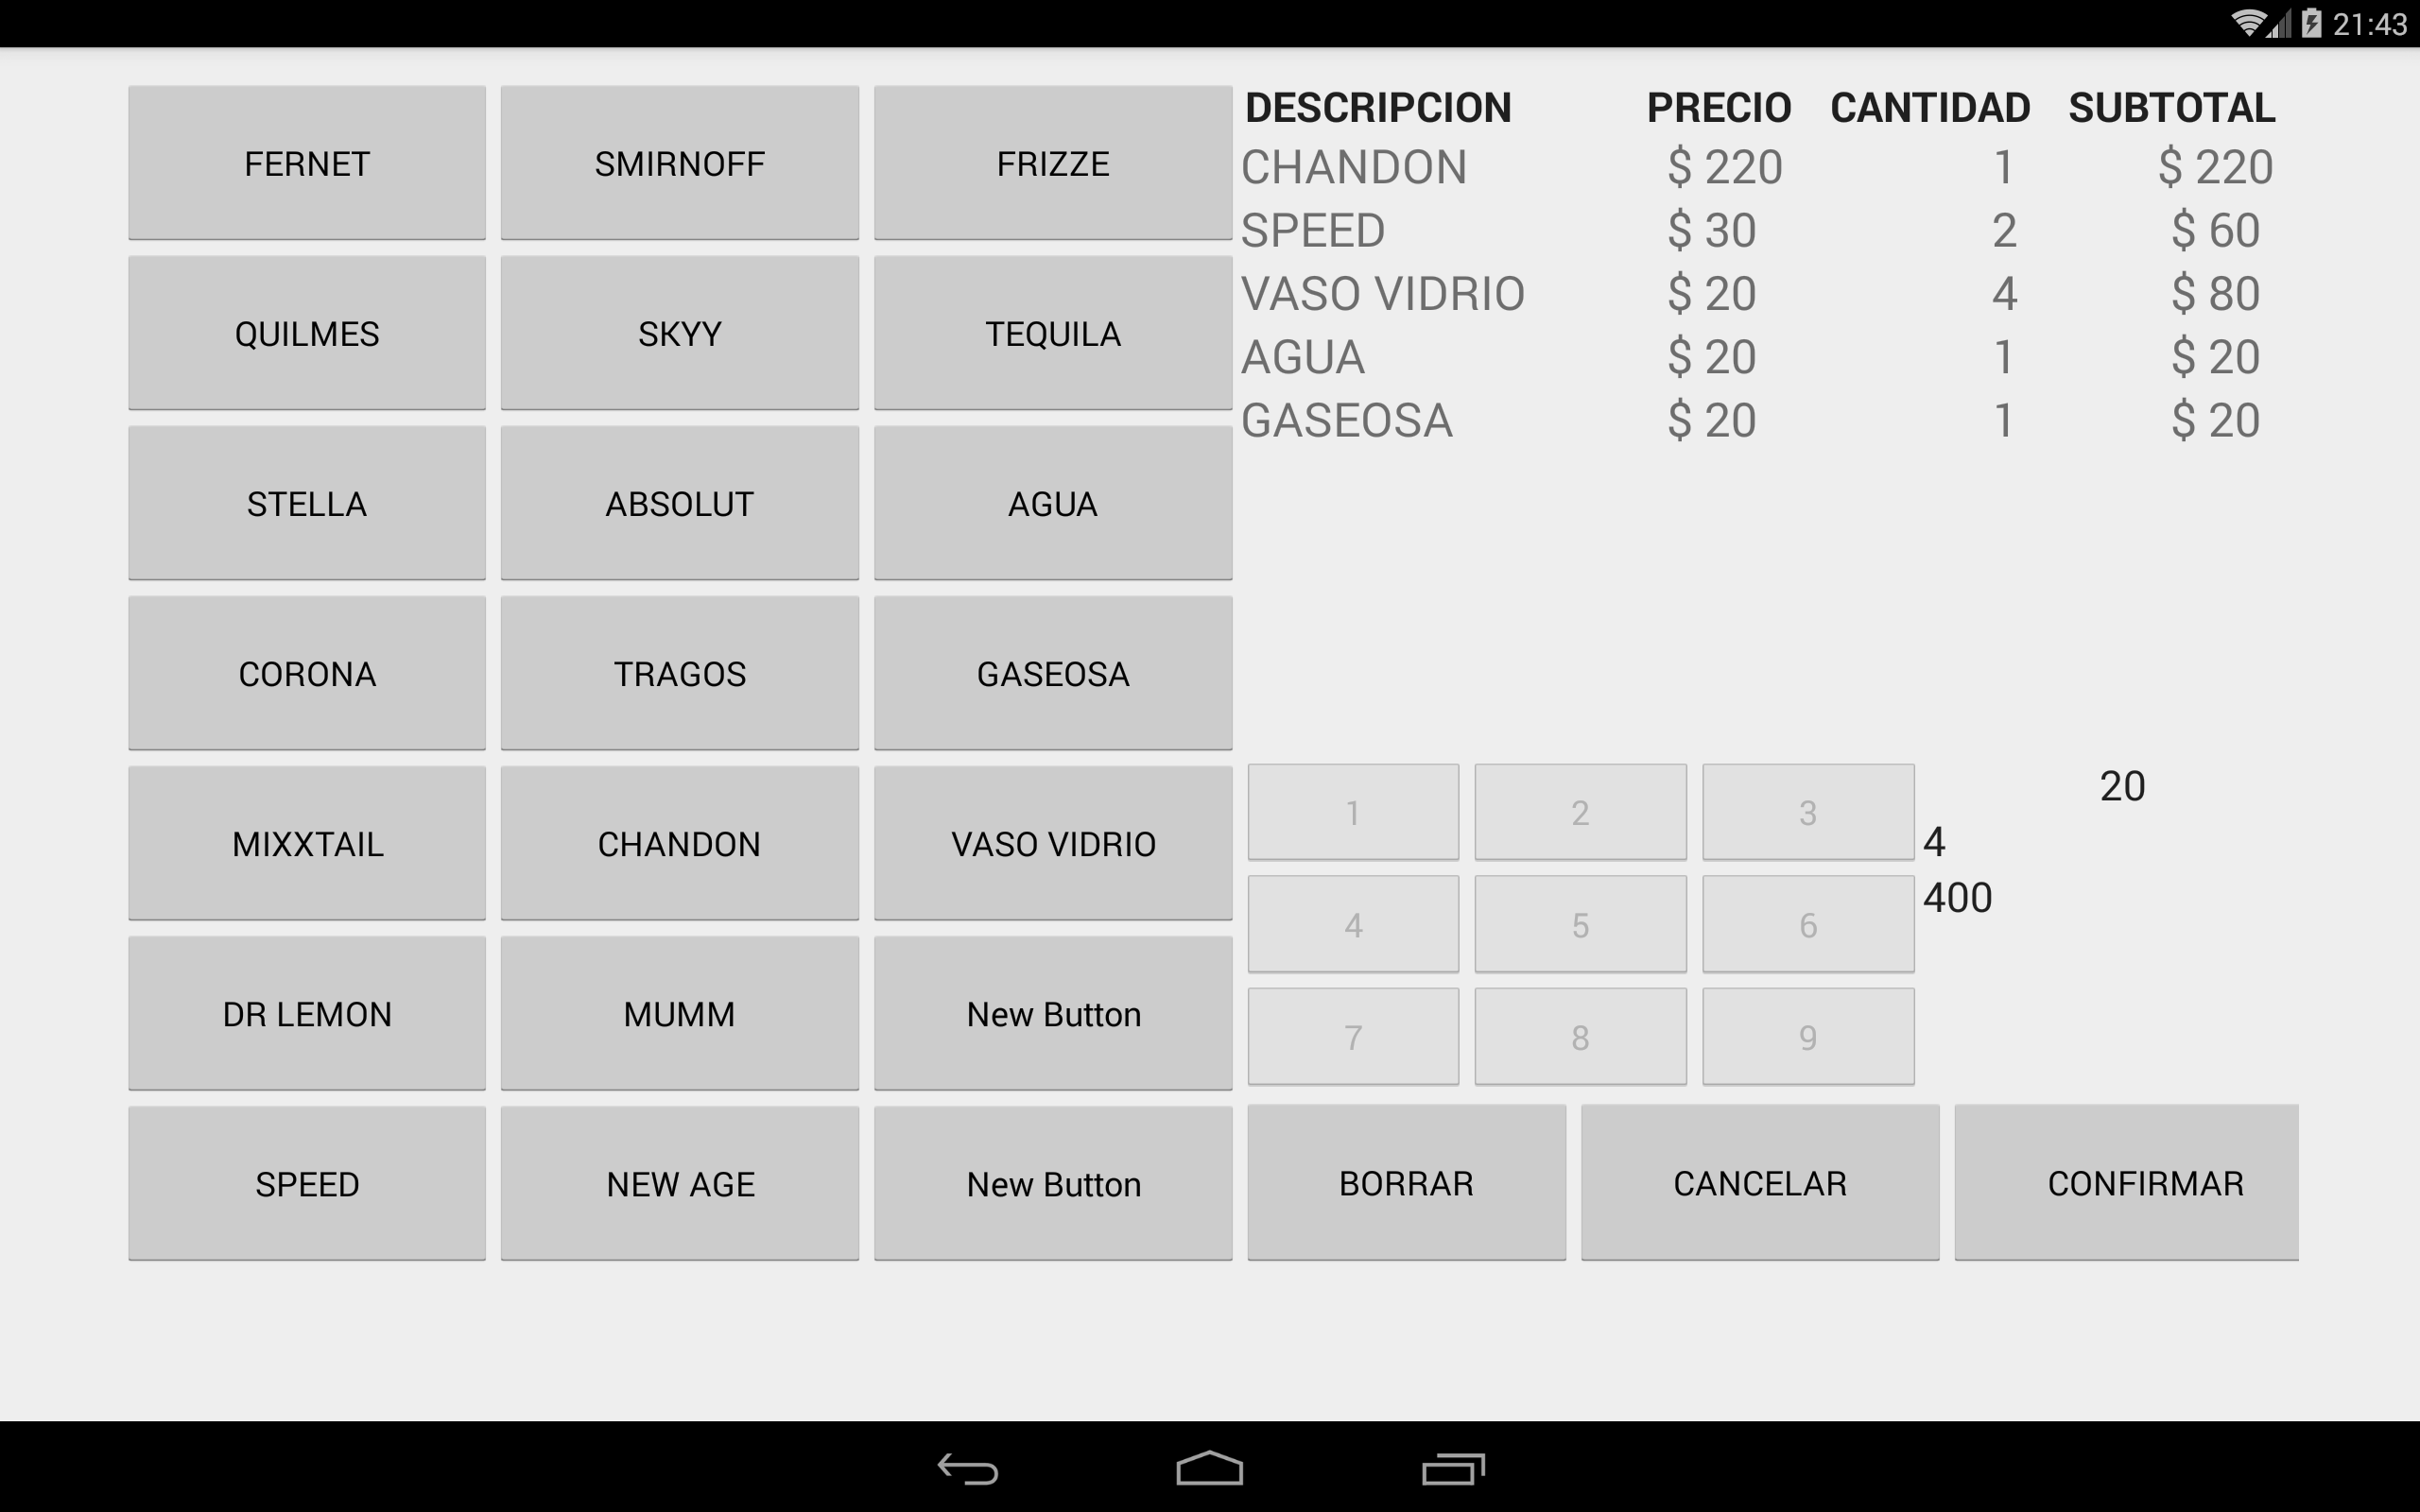 21:43
FERNET SMIRNOFF FRIZZE
QUILMES SKYY TEQUILA
STELLA ABSOLUT AGUA
CORONA TRAGOS GASEOSA
MIXXTAIL CHANDON VASO VIDRIO
DR LEMON MUMM New Button
SPEED NEW AGE New Button
DESCRIPCION PRECIO CANTIDAD SUBTOTAL
CHANDON $ 220 1 $ 220
SPEED $ 30 2 $ 60
VASO VIDRIO $ 20 4 $ 80
AGUA $ 20 1 $ 20
GASEOSA $ 20 1 $ 20
1 2 3
4 5 6
7 8 9
20
4
400
BORRAR CANCELAR CONFIRMAR